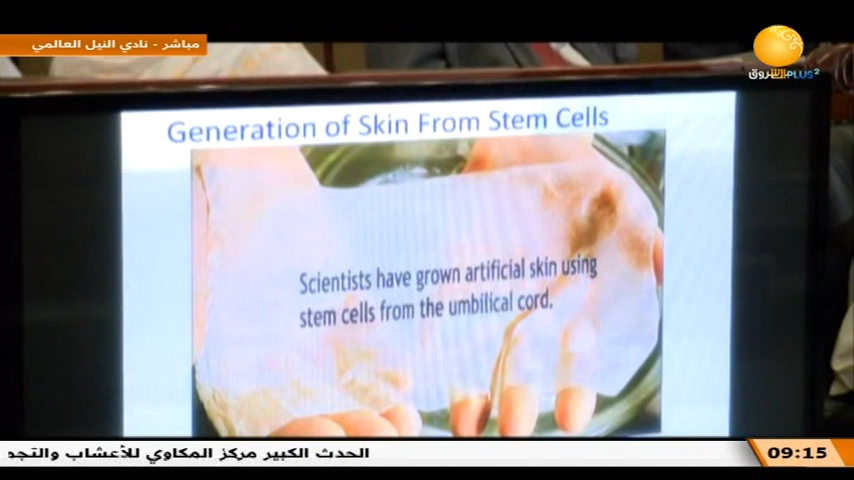 مباشر - نادي النيل العالمي
الشروق PLUS²
Generation of Skin From Stem Cells
Scientists have grown artificial skin using
stem cells from the umbilical cord.
الحدث الكبير مركز المكاوي للأعشاب والتجم
09:15